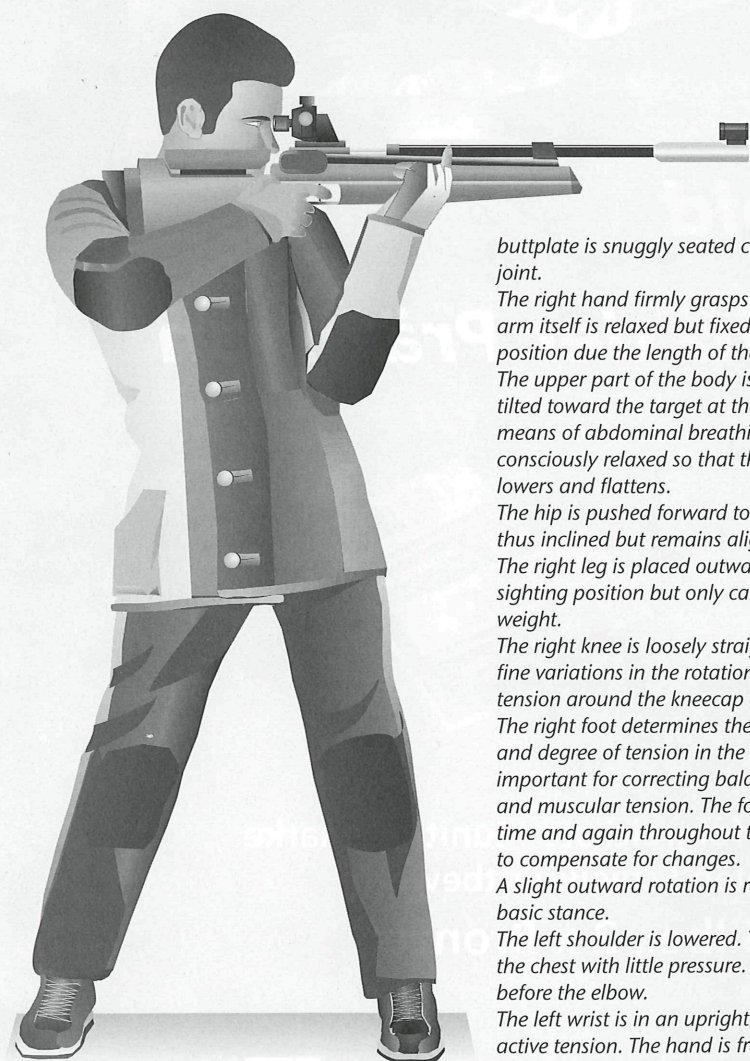 buttplate is snuggly seated c
joint.
The right hand firmly grasps
arm itself is relaxed but fixed
position due the length of the
The upper part of the body is
tilted toward the target at th
means of abdominal breathi
consciously relaxed so that th
lowers and flattens.
The hip is pushed forward to
thus inclined but remains alig
The right leg is placed outwa
sighting position but only ca
weight.
The right knee is loosely straig
fine variations in the rotation
tension around the kneecap
The right foot determines the
and degree of tension in the
important for correcting bala
and muscular tension. The fo
time and again throughout t
to compensate for changes.
A slight outward rotation is r
basic stance.
The left shoulder is lowered. T
the chest with little pressure.
before the elbow.
The left wrist is in an upright
active tension. The hand is fr